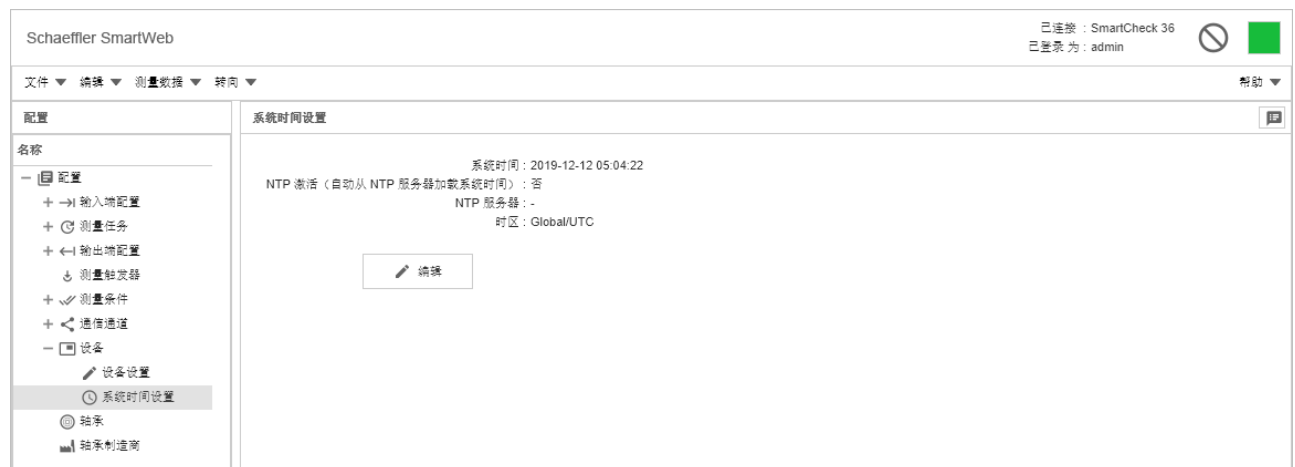 Schaeffler SmartWeb
已连接 : SmartCheck 36
已登录 为 : admin
文件 编辑 测量数据 转向 帮助
配置
系统时间设置
名称
配置
输入端配置
测量任务
输出端配置
测量触发器
测量条件
通信通道
设备
设备设置
系统时间设置
轴承
轴承制造商
系统时间 : 2019-12-12 05:04:22
NTP 激活（自动从 NTP 服务器加载系统时间） : 否
NTP 服务器 : -
时区 : Global/UTC
编辑